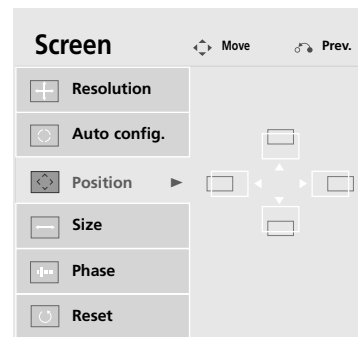 Screen Move Prev.
Resolution
Auto config.
Position
Size
Phase
Reset